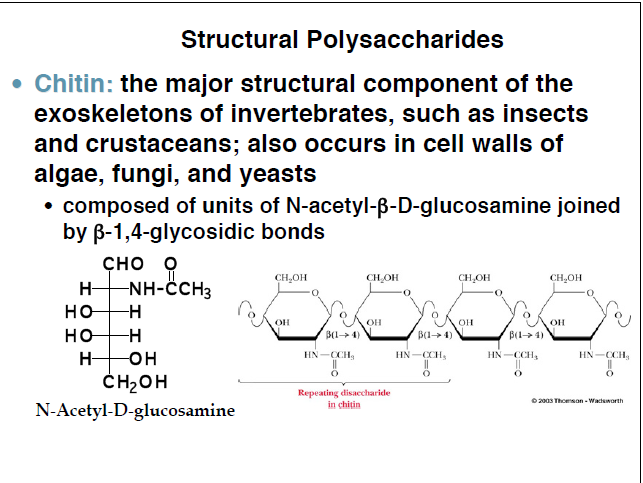 Structural Polysaccharides
• Chitin: the major structural component of the
exoskeletons of invertebrates, such as insects
and crustaceans; also occurs in cell walls of
algae, fungi, and yeasts
• composed of units of N-acetyl-β-D-glucosamine joined
by β-1,4-glycosidic bonds
CHO O
H NH-CCH₃
HO H
HO H
H OH
CH₂OH
N-Acetyl-D-glucosamine
CH₂OH CH₂OH CH₂OH CH₂OH
O O O O
O O O O O
OH OH OH OH
β(1→4) β(1→4) β(1→4)
HN—CCH₃ HN—CCH₃ HN—CCH₃ HN—CCH₃
O O O O
Repeating disaccharide
in chitin
© 2003 Thomson - Wadsworth